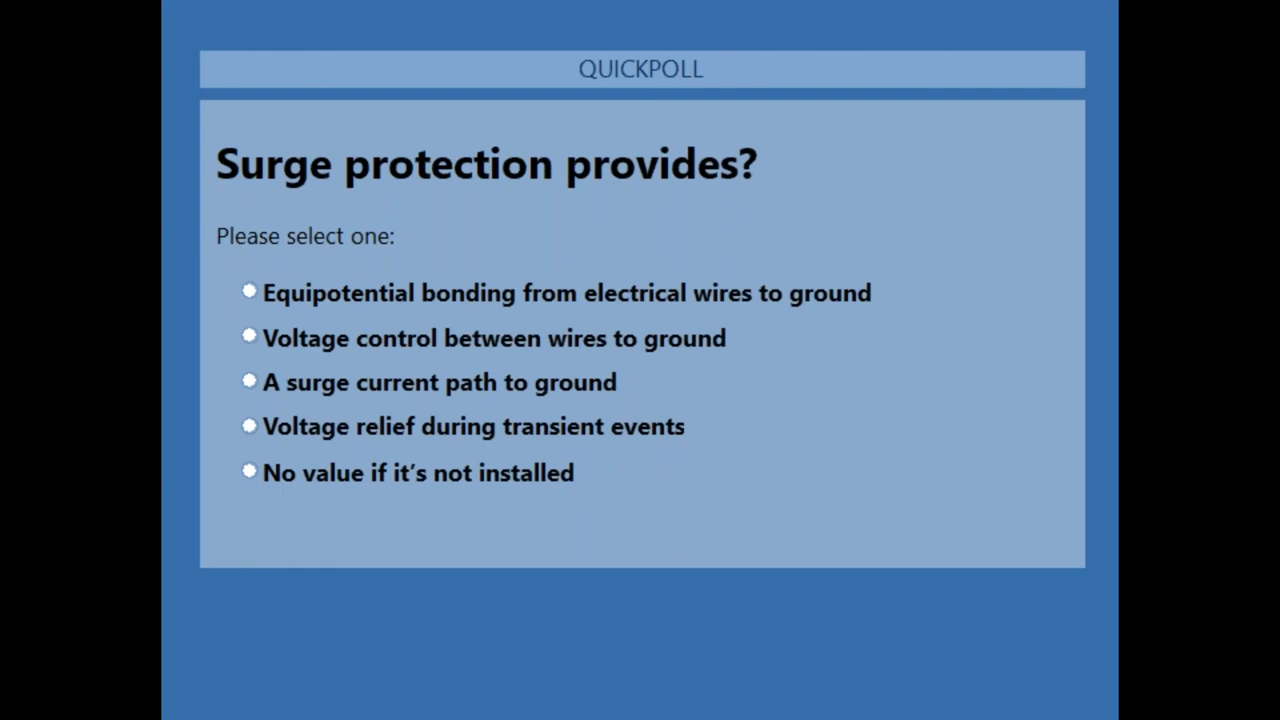 QUICKPOLL
Surge protection provides?
Please select one:
Equipotential bonding from electrical wires to ground
Voltage control between wires to ground
A surge current path to ground
Voltage relief during transient events
No value if it’s not installed